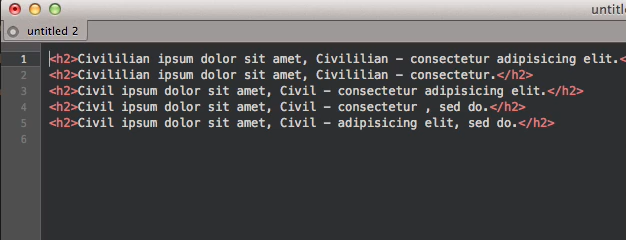 untitled
untitled 2
1 <h2>Civililian ipsum dolor sit amet, Civililian – consectetur adipisicing elit.<
2 <h2>Civililian ipsum dolor sit amet, Civililian – consectetur.</h2>
3 <h2>Civil ipsum dolor sit amet, Civil – consectetur adipisicing elit.</h2>
4 <h2>Civil ipsum dolor sit amet, Civil – consectetur , sed do.</h2>
5 <h2>Civil ipsum dolor sit amet, Civil – adipisicing elit, sed do.</h2>
6